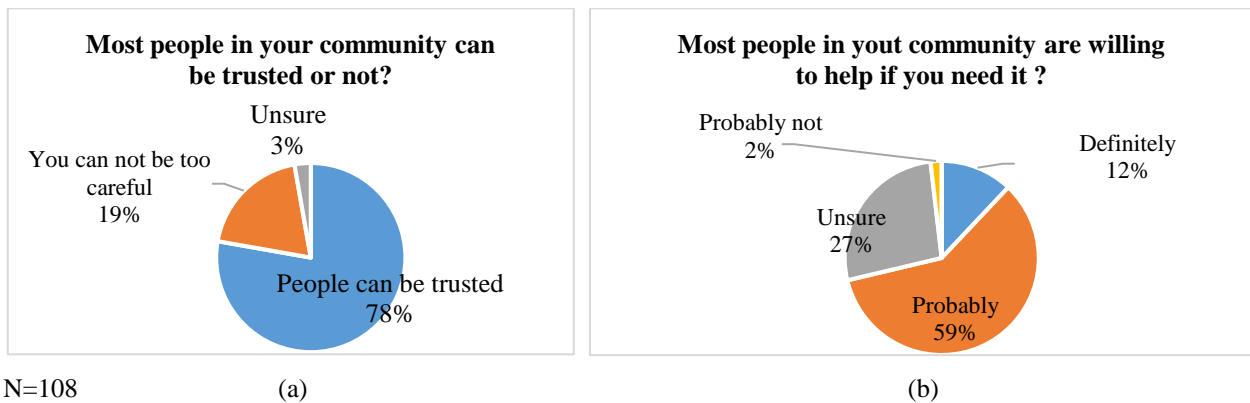 Most people in your community can
be trusted or not?
Unsure
3%
You can not be too
careful
19%
People can be trusted
78%
Most people in yout community are willing
to help if you need it ?
Probably not
2%
Definitely
12%
Unsure
27%
Probably
59%
N=108
(a)
(b)